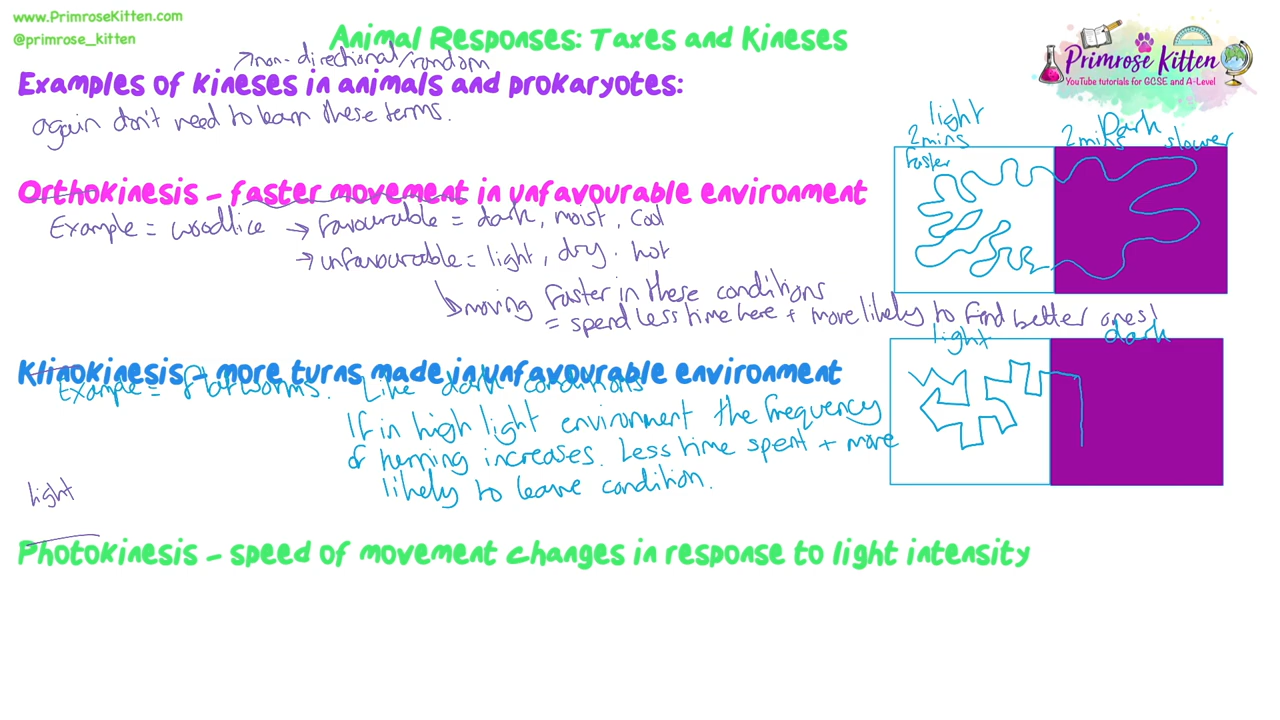 www.PrimroseKitten.com
@primrose_kitten
Animal Responses: Taxes and Kineses
Primrose Kitten
YouTube tutorials for GCSE and A-Level
→non-directional/random
Examples of kineses in animals and prokaryotes:
again don't need to learn these terms.
light
Dark
2 mins
2 mins
slower
faster
Orthokinesis - faster movement in unfavourable environment
Example = woodlice → favourable = dark, moist, cool
→ unfavourable = light, dry. hot
↳moving faster in these conditions
= spend less time here + more likely to find better ones!
light
dark
Klinokinesis - more turns made in unfavourable environment
Example = flatworms. Like dark conditions
If in high light environment the frequency
of turning increases. Less time spent + more
likely to leave condition.
light
Photokinesis - speed of movement changes in response to light intensity